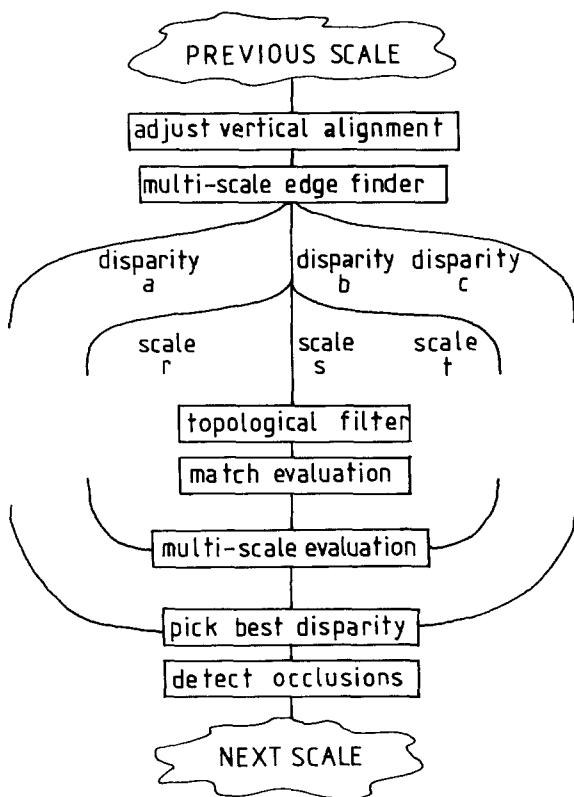 PREVIOUS SCALE
adjust vertical alignment
multi-scale edge finder
disparity a
disparity b
disparity c
scale r
scale s
scale t
topological filter
match evaluation
multi-scale evaluation
pick best disparity
detect occlusions
NEXT SCALE